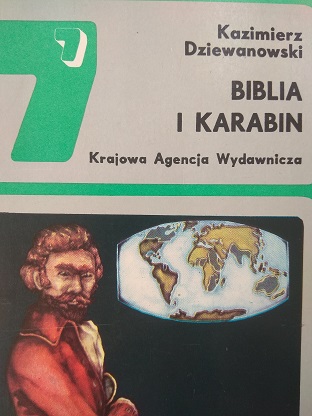 Kazimierz
Dziewanowski
BIBLIA
I KARABIN
Krajowa Agencja Wydawnicza